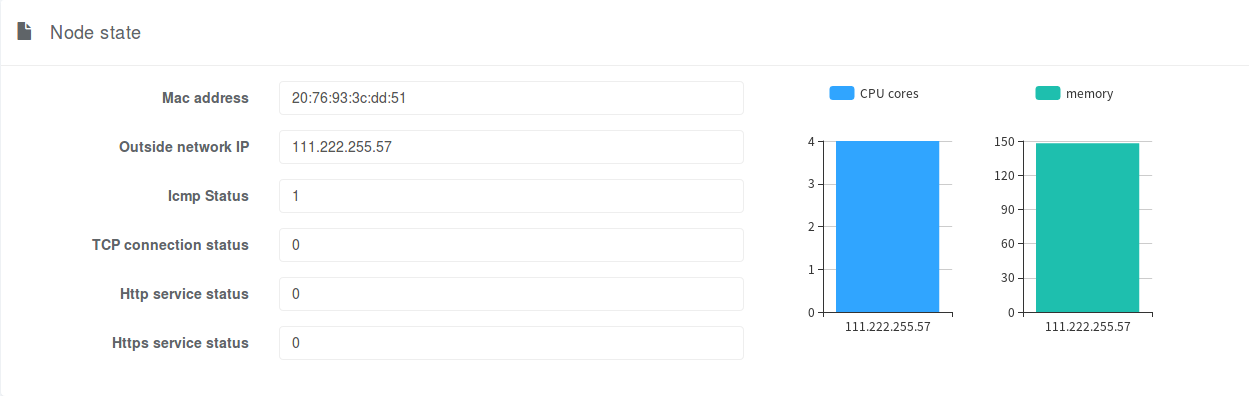 Node state
Mac address 20:76:93:3c:dd:51
Outside network IP 111.222.255.57
Icmp Status 1
TCP connection status 0
Http service status 0
Https service status 0
CPU cores
4
3
2
1
0
111.222.255.57
memory
150
120
90
60
30
0
111.222.255.57